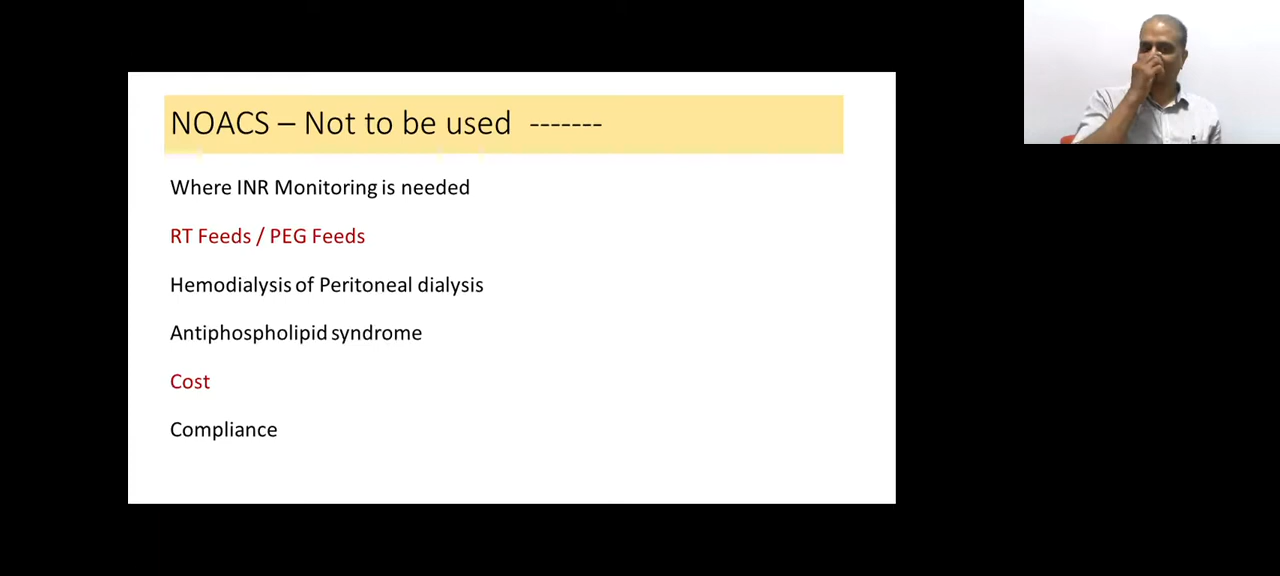 NOACS – Not to be used -------
Where INR Monitoring is needed
RT Feeds / PEG Feeds
Hemodialysis of Peritoneal dialysis
Antiphospholipid syndrome
Cost
Compliance